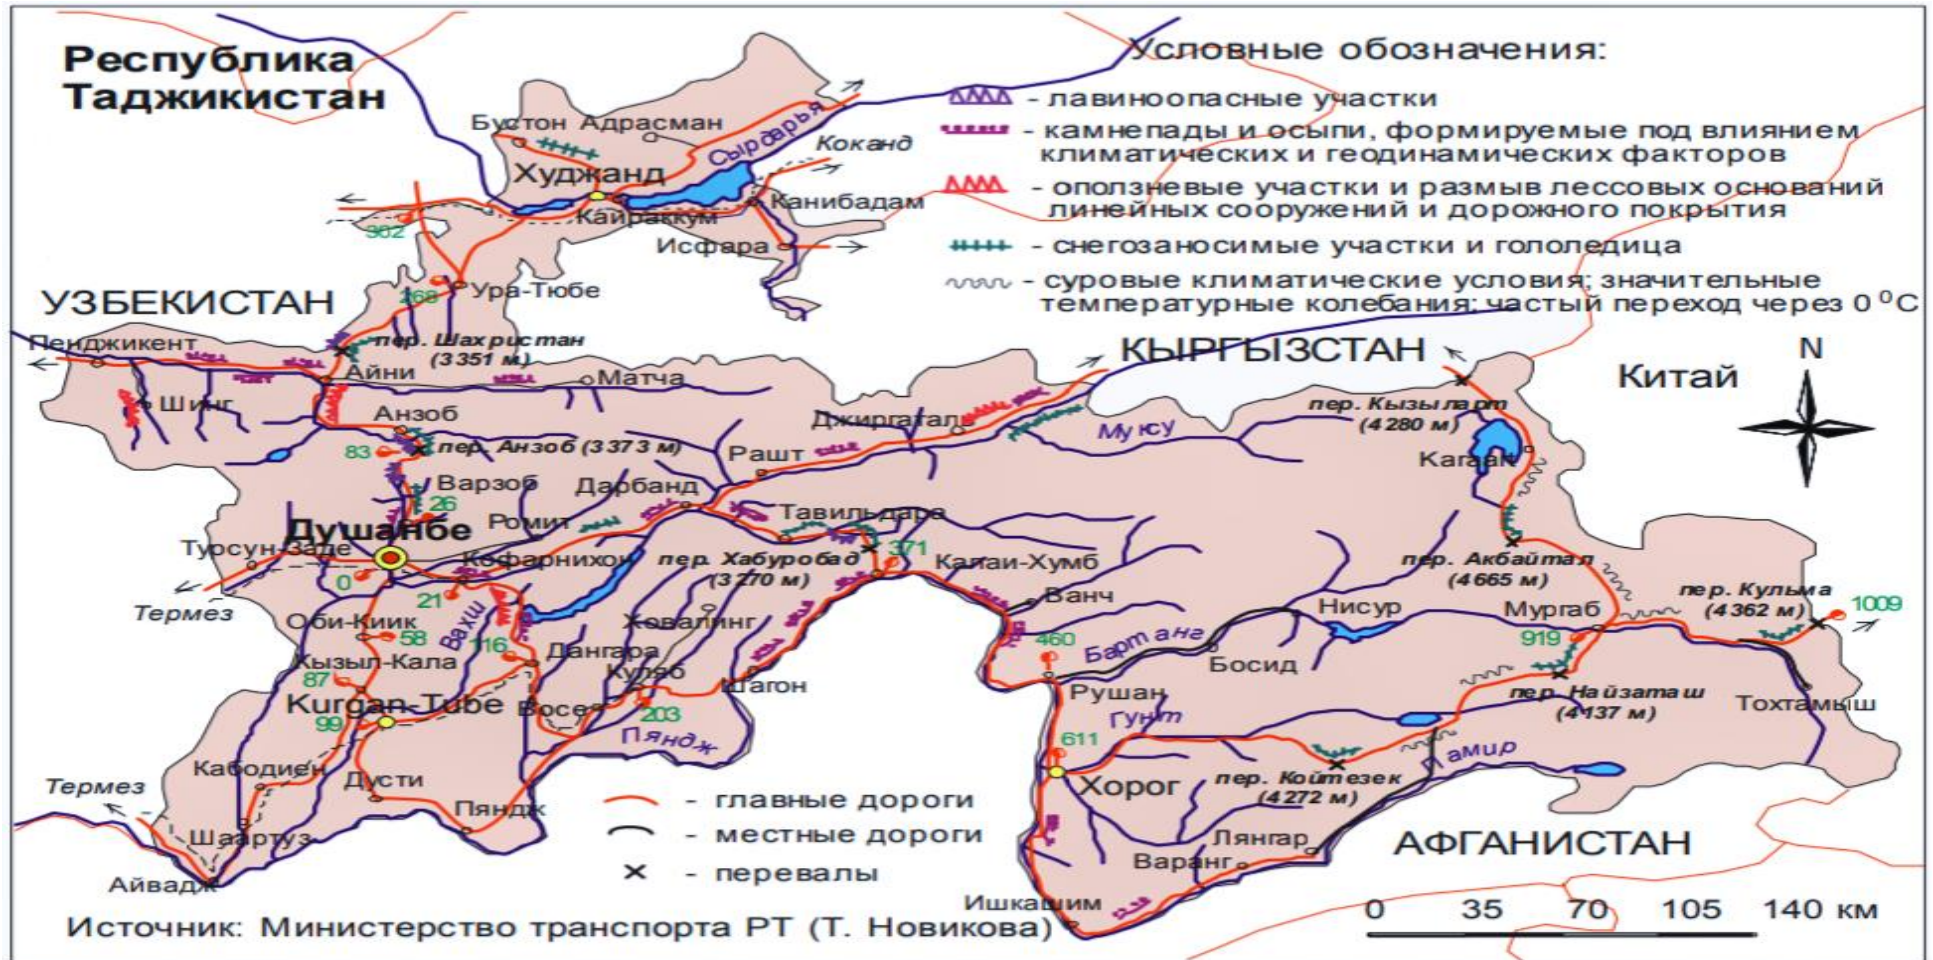 Республика
Таджикистан
Условные обозначения:
- лавиноопасные участки
- камнепады и осыпи, формируемые под влиянием
климатических и геодинамических факторов
- оползневые участки и размыв лессовых оснований
линейных сооружений и дорожного покрытия
- снегозаносимые участки и гололедица
- суровые климатические условия; значительные
температурные колебания; частый переход через 0 ⁰С
Бустон Адрасман
Сырдарья
Коканд
Худжанд
Кайраккум
Канибадам
Исфара
302
268
Ура-Тюбе
УЗБЕКИСТАН
Пенджикент
пер. Шахристан
(3351 м)
КЫРГЫЗСТАН
N
Китай
Айни
Матча
Шинг
Анзоб
Джиргаталь
Муксу
пер. Кызыларт
(4280 м)
83
пер. Анзоб (3373 м)
Рашт
Варзоб
26
Дарбанд
Душанбе
Ромит
Тавильдара
Турсун-Заде
Кофарнихон
пер. Хабуробад
(3270 м)
371
Калаи-Хумб
пер. Акбайтал
(4665 м)
0
21
Термез
Ванч
Нисур
Мургаб
пер. Кульма
(4362 м)
1009
Оби-Киик
58
Вахш
116
Ховалинг
460
Бартанг
919
Кызыл-Кала
Дангара
Куляб
Босид
87
Шагон
Рушан
пер. Найзаташ
(4137 м)
Тохтамыш
Kurgan-Tube
99
Восе
203
Пяндж
Гунт
611
Памир
Термез
Кабодиен
Дусти
Хорог
пер. Койтезек
(4272 м)
Пяндж
- главные дороги
- местные дороги
- перевалы
Шаартуз
Лянгар
Варанг
АФГАНИСТАН
Айвадж
Ишкашим
Источник: Министерство транспорта РТ (Т. Новикова)
0 35 70 105 140 км